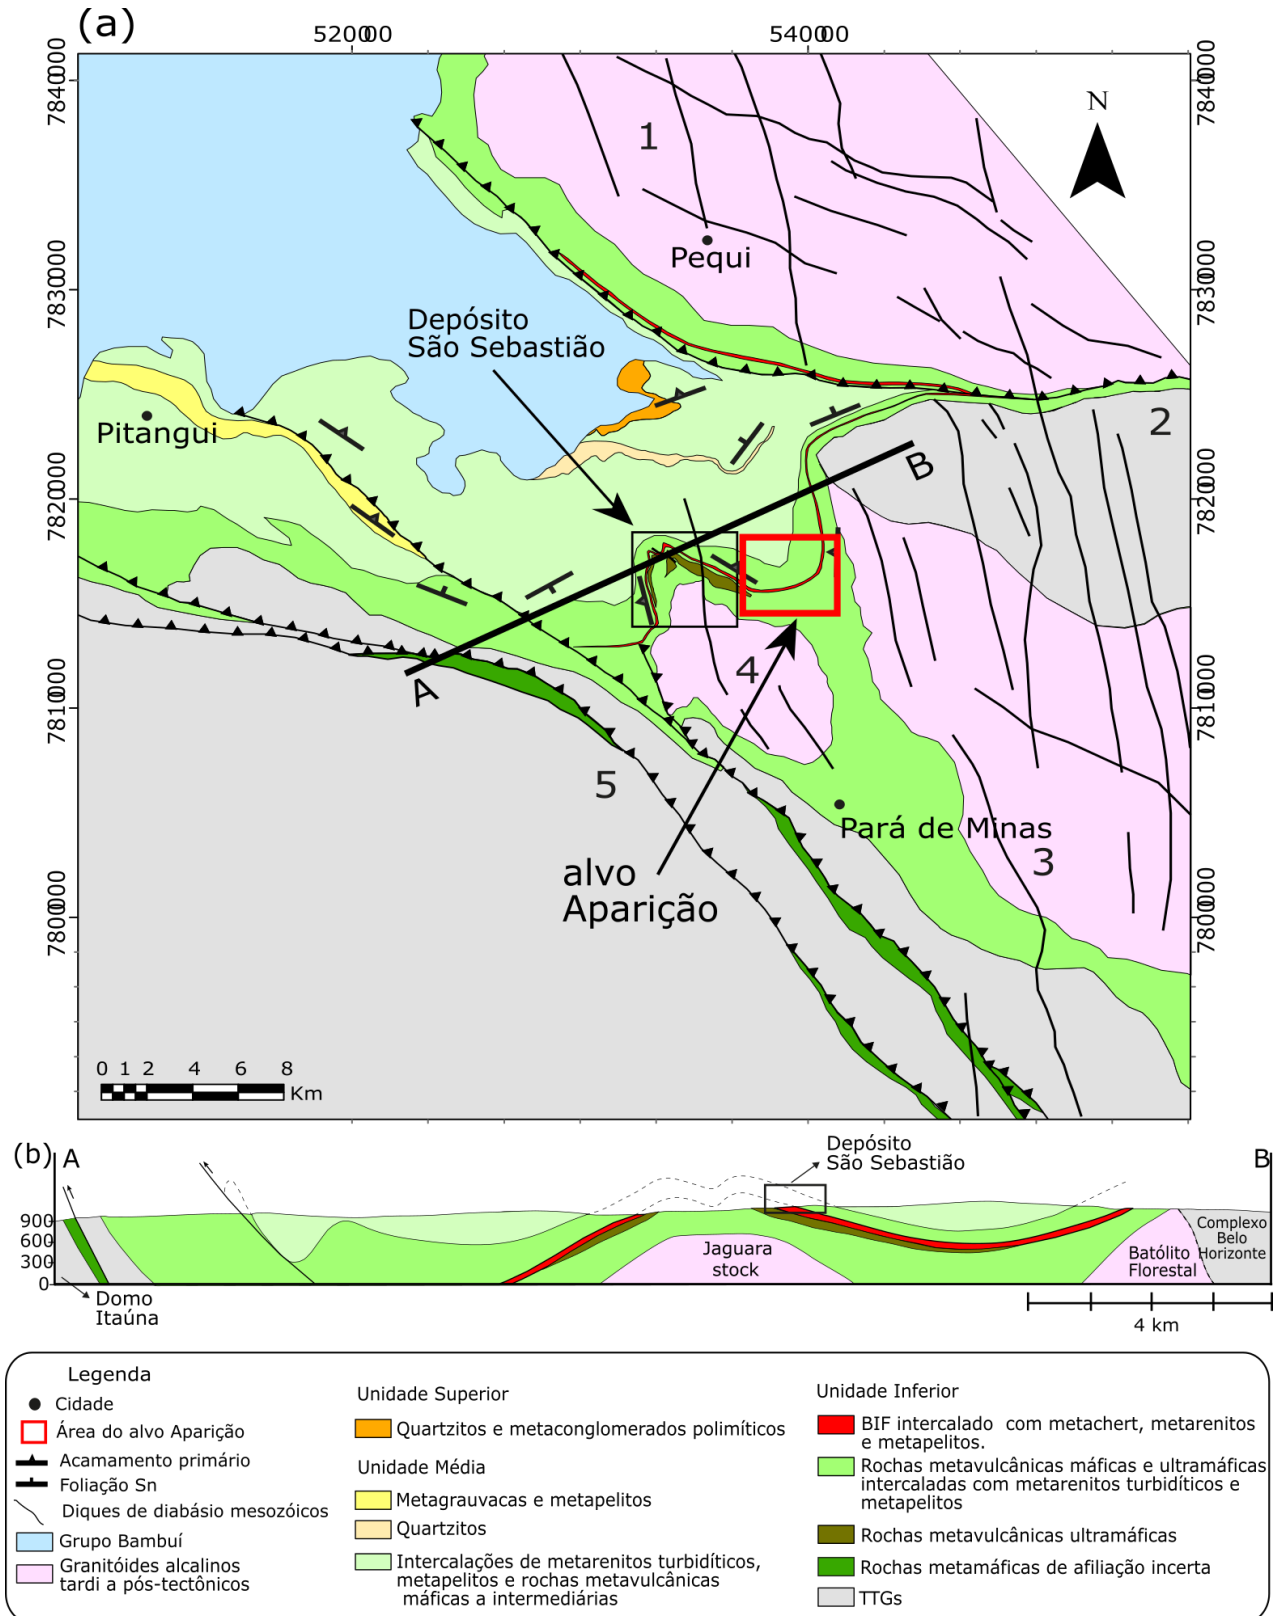 (a)
520000
540000
7840000
7840000
N
1
Pequi
7830000
7830000
Depósito
São Sebastião
Pitangui
2
B
7820000
7820000
4
A
7810000
7810000
5
Pará de Minas
3
alvo
Aparição
7800000
7800000
0 1 2 4 6 8
Km
(b) A
Depósito
São Sebastião
B
900
600
300
0
Jaguara
stock
Batólito
Florestal
Complexo
Belo
Horizonte
Domo
Itaúna
4 km
Legenda
Cidade
Área do alvo Aparição
Acamamento primário
Foliação Sn
Diques de diabásio mesozóicos
Grupo Bambuí
Granitóides alcalinos
tardi a pós-tectônicos
Unidade Superior
Quartzitos e metaconglomerados polimíticos
Unidade Média
Metagrauvacas e metapelitos
Quartzitos
Intercalações de metarenitos turbidíticos,
metapelitos e rochas metavulcânicas
máficas a intermediárias
Unidade Inferior
BIF intercalado com metachert, metarenitos
e metapelitos.
Rochas metavulcânicas máficas e ultramáficas
intercaladas com metarenitos turbidíticos e
metapelitos
Rochas metavulcânicas ultramáficas
Rochas metamáficas de afiliação incerta
TTGs